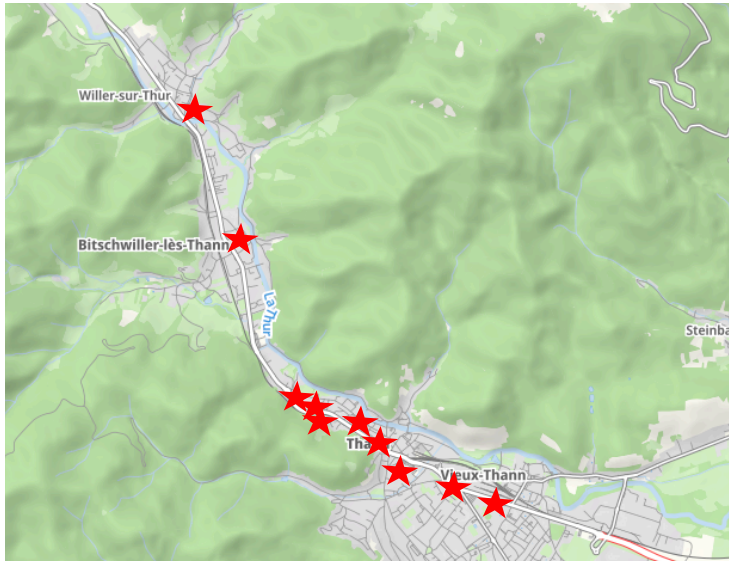 Willer-sur-Thur
Bitschwiller-lès-Thann
La Thur
Steinba
Tha
Vieux-Thann